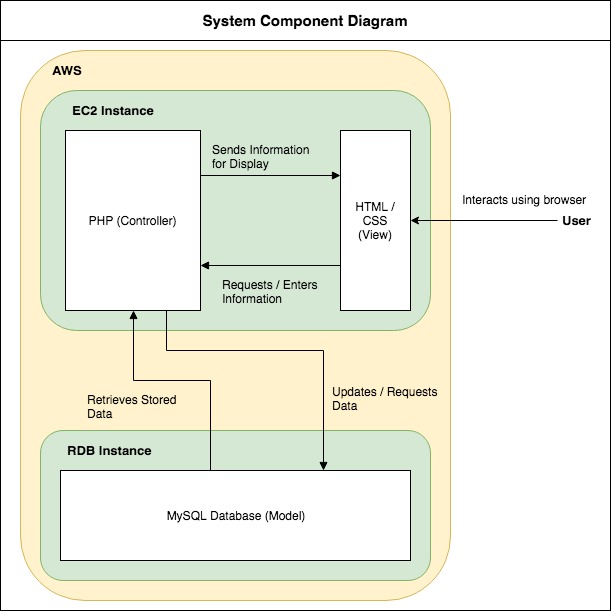 System Component Diagram
AWS
EC2 Instance
Sends Information
for Display
PHP (Controller)
HTML /
CSS
(View)
Interacts using browser
User
Requests / Enters
Information
Retrieves Stored
Data
Updates / Requests
Data
RDB Instance
MySQL Database (Model)